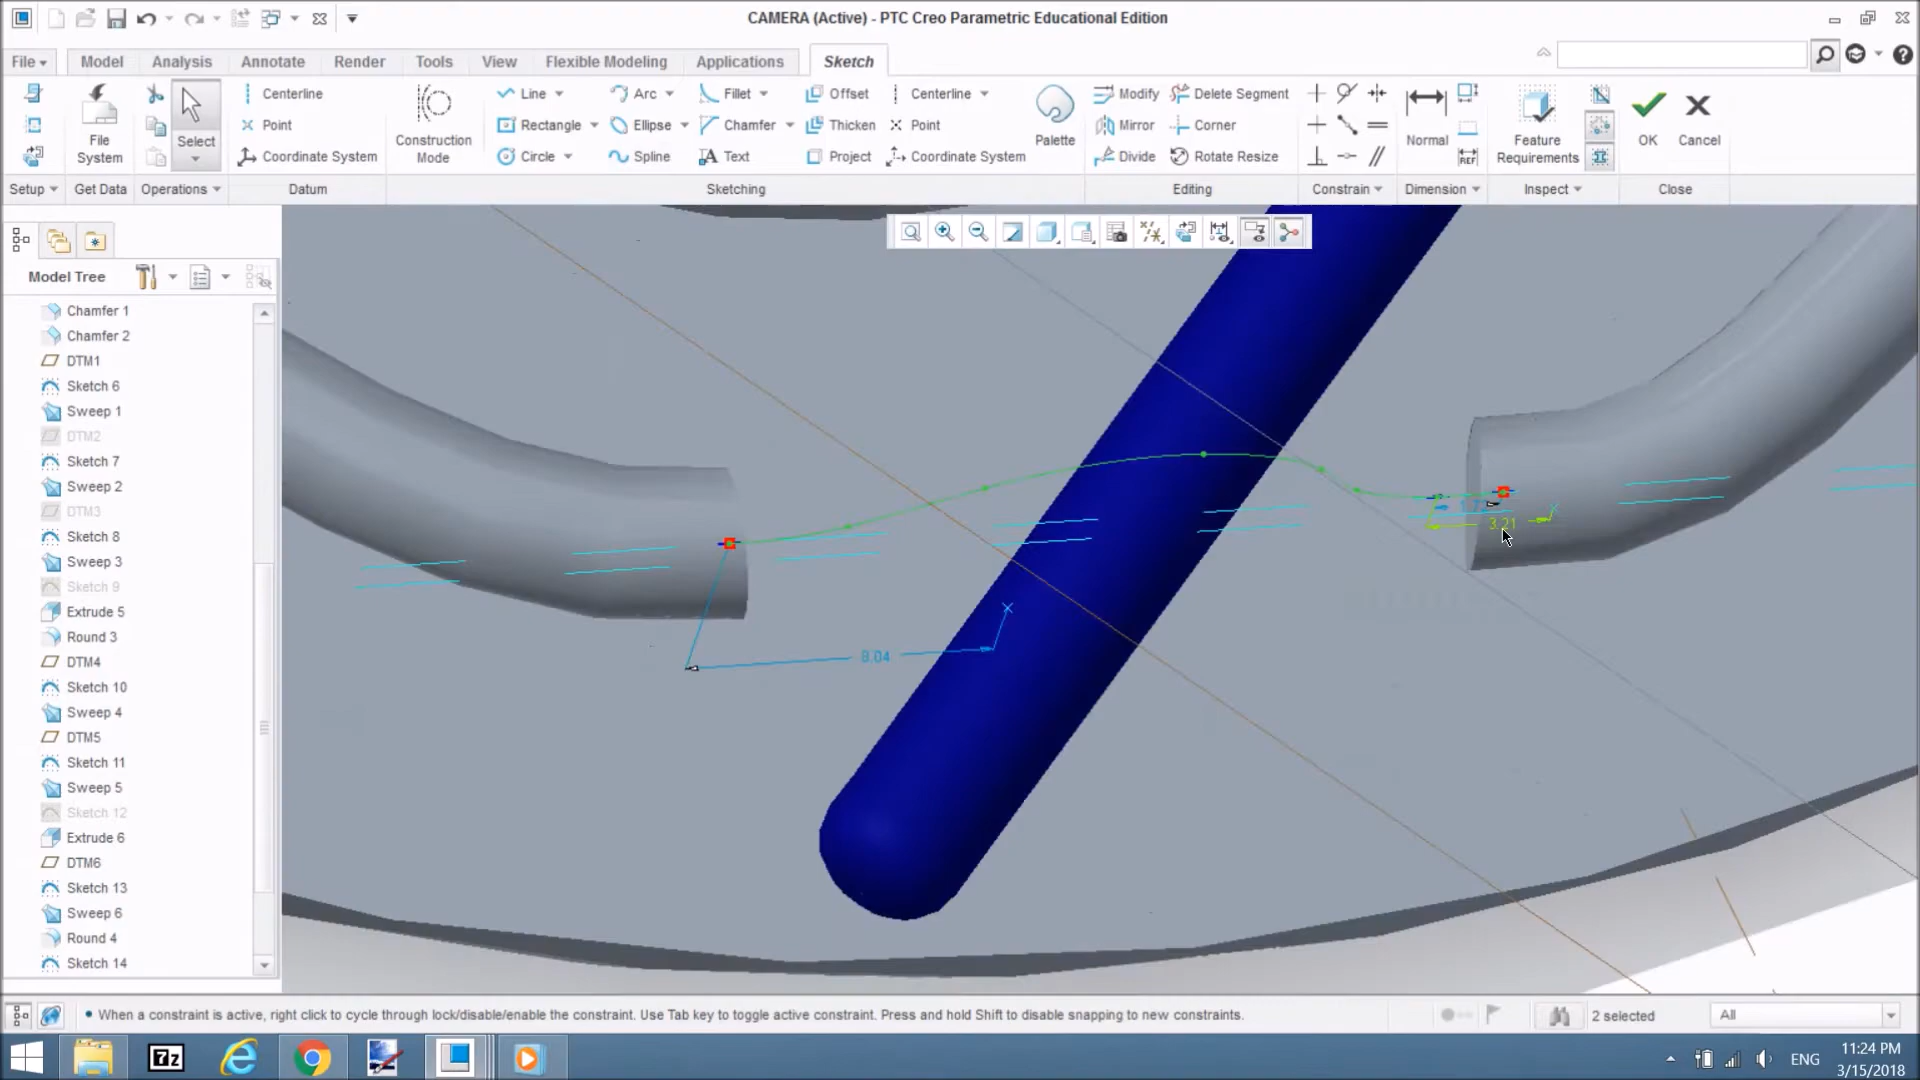 CAMERA (Active) - PTC Creo Parametric Educational Edition
File Model Analysis Annotate Render Tools View Flexible Modeling Applications Sketch
Centerline Line Arc Fillet Offset Centerline Modify Delete Segment
Point Rectangle Ellipse Chamfer Thicken Point Mirror Corner
File System Select Coordinate System Construction Mode Circle Spline Text Project Coordinate System Palette Divide Rotate Resize Normal REF Feature Requirements OK Cancel
Setup Get Data Operations Datum Sketching Editing Constrain Dimension Inspect Close
Model Tree
Chamfer 1
Chamfer 2
DTM1
Sketch 6
Sweep 1
DTM2
Sketch 7
Sweep 2
DTM3
Sketch 8
Sweep 3
Sketch 9
Extrude 5
Round 3
DTM4
Sketch 10
Sweep 4
DTM5
Sketch 11
Sweep 5
Sketch 12
Extrude 6
DTM6
Sketch 13
Sweep 6
Round 4
Sketch 14
3.21
8.04
When a constraint is active, right click to cycle through lock/disable/enable the constraint. Use Tab key to toggle active constraint. Press and hold Shift to disable snapping to new constraints.
2 selected
All
7z
ENG
11:24 PM
3/15/2018